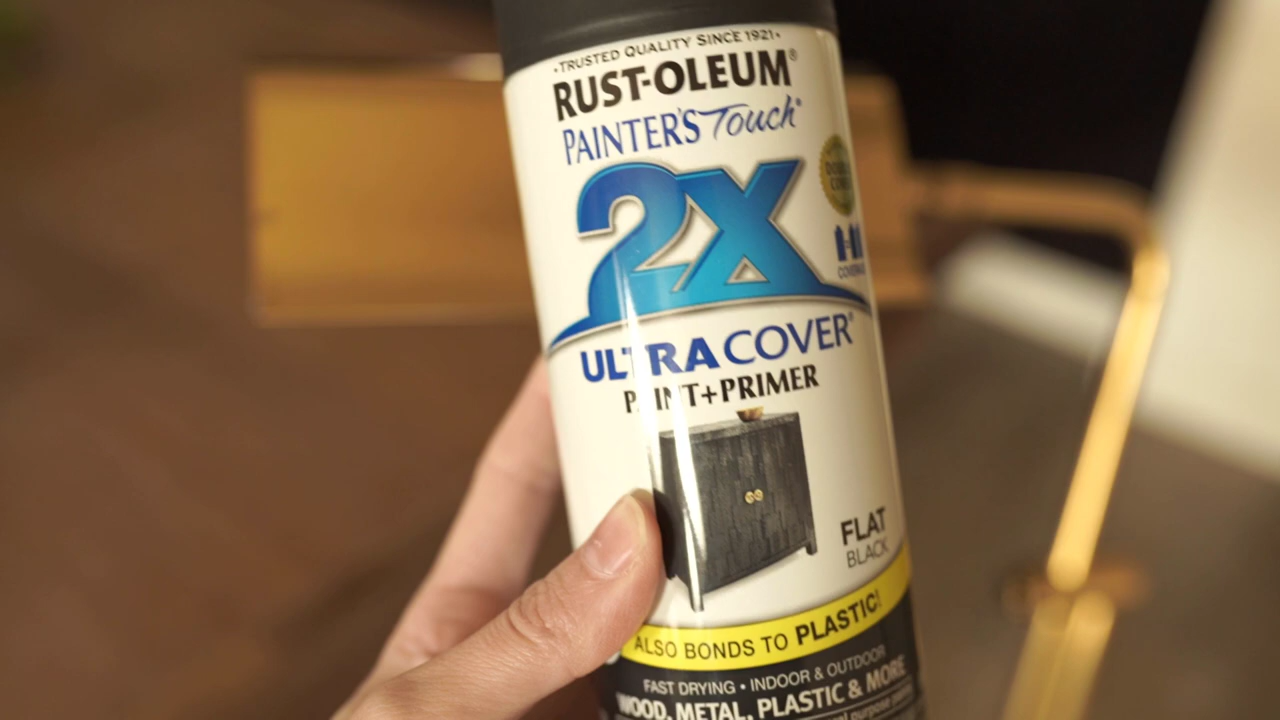 •TRUSTED QUALITY SINCE 1921•
RUST-OLEUM®
PAINTER'S Touch®
2X
ULTRA COVER®
PAINT+PRIMER
FLAT
BLACK
ALSO BONDS TO PLASTIC!
FAST DRYING • INDOOR & OUTDOOR
WOOD, METAL, PLASTIC & MORE
purpose